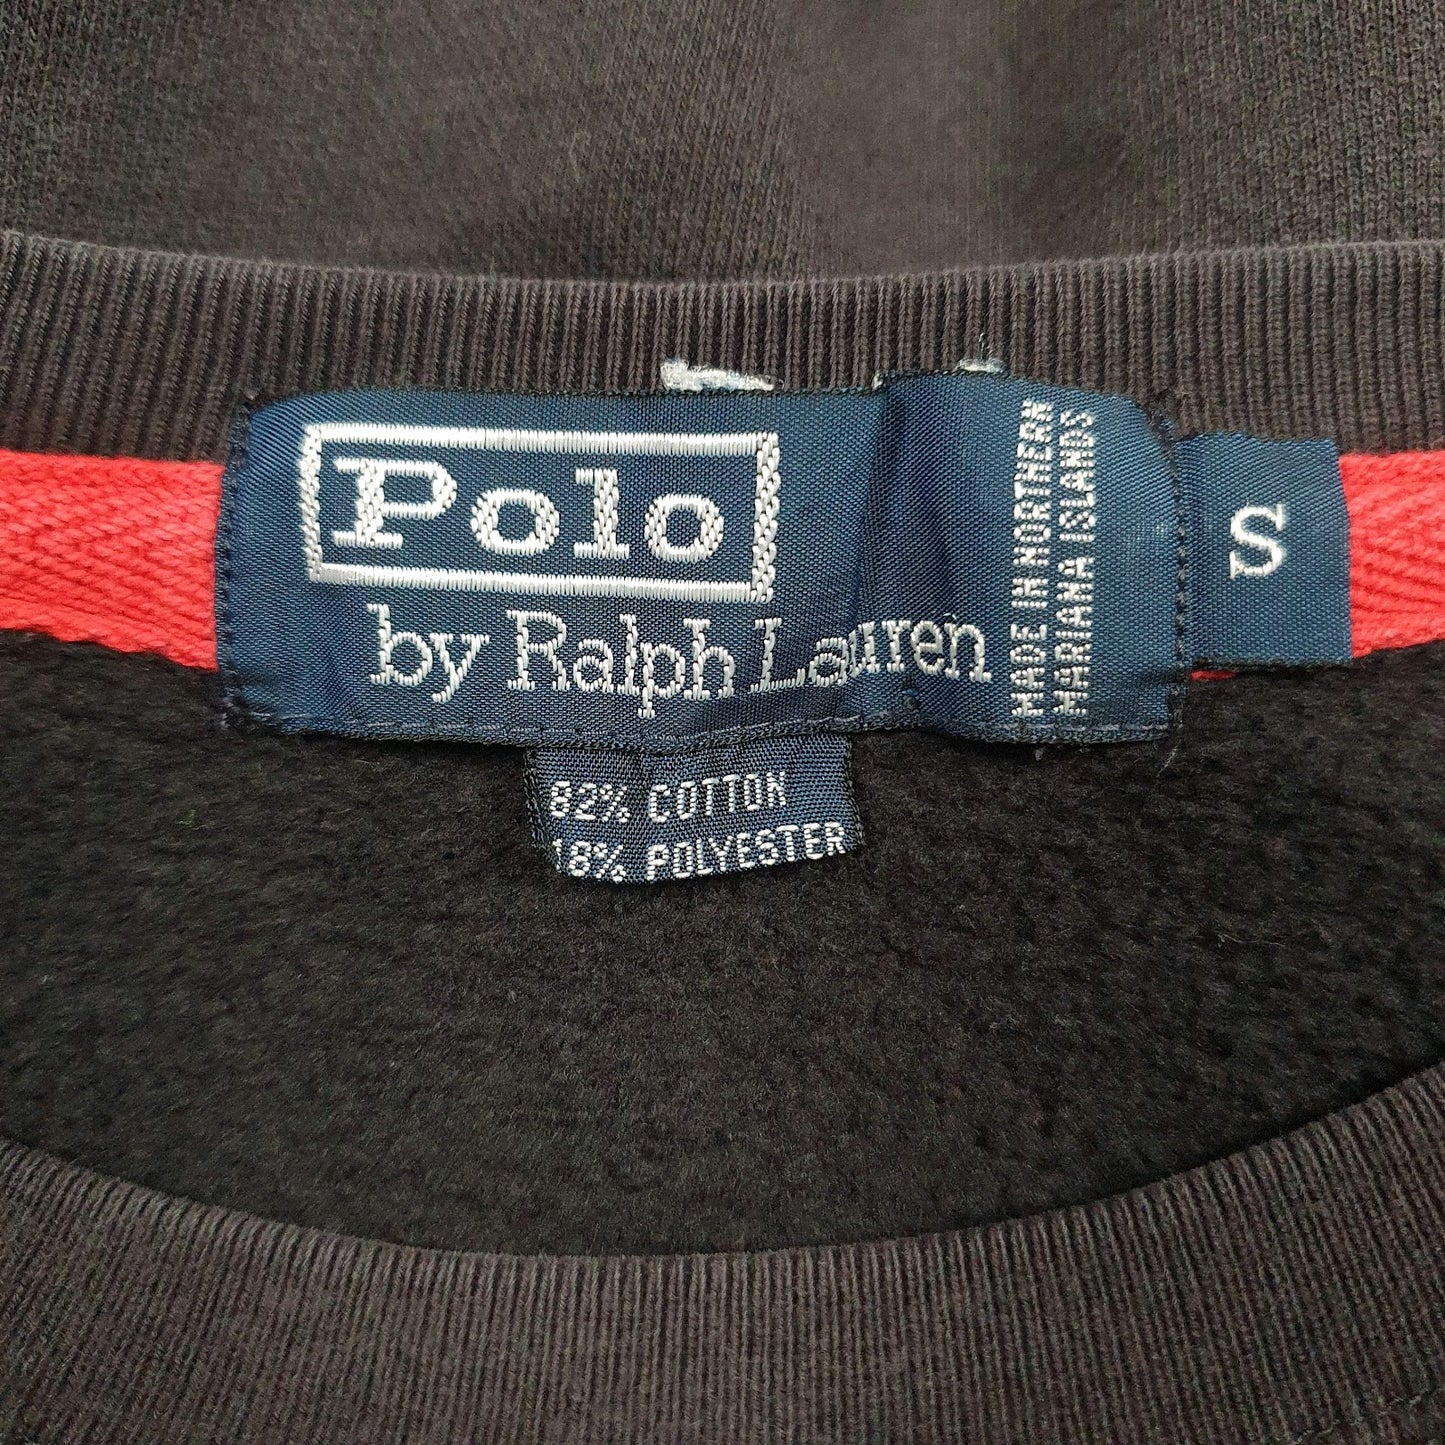 Polo
by Ralph Lauren
MADE IN NORTHERN
MARIANA ISLANDS
S
82% COTTON
18% POLYESTER